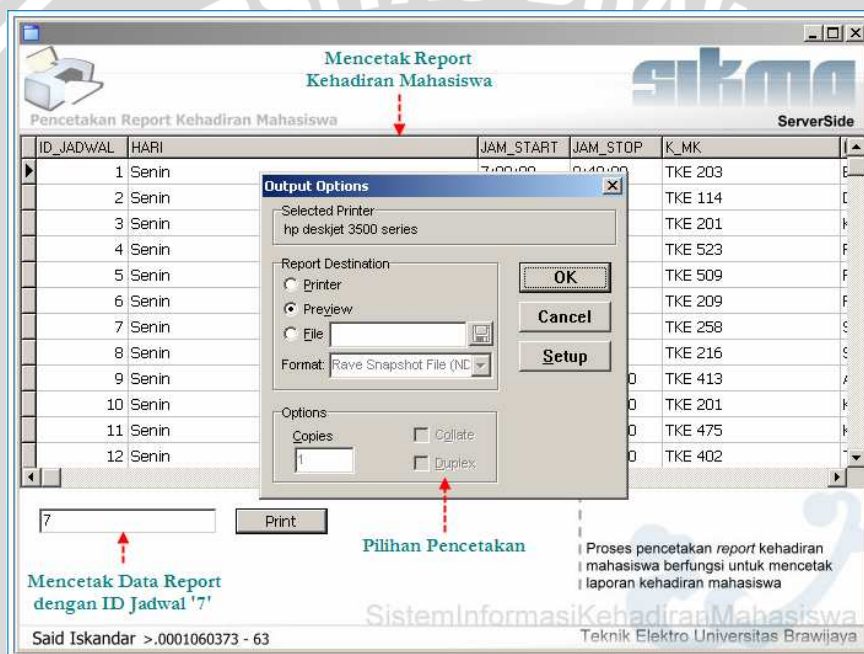 Mencetak Report
Kehadiran Mahasiswa
sikma
Pencetakan Report Kehadiran Mahasiswa
ServerSide
ID_JADWAL HARI JAM_START JAM_STOP K_MK
1 Senin TKE 203
2 Senin TKE 114
3 Senin TKE 201
4 Senin TKE 523
5 Senin TKE 509
6 Senin TKE 209
7 Senin TKE 258
8 Senin TKE 216
9 Senin TKE 413
10 Senin TKE 201
11 Senin TKE 475
12 Senin TKE 402
Output Options
Selected Printer
hp deskjet 3500 series
Report Destination
Printer
Preview
File
Format: Rave Snapshot File (ND
OK
Cancel
Setup
Options
Copies
1
Collate
Duplex
7
Print
Pilihan Pencetakan
Mencetak Data Report
dengan ID Jadwal '7'
Proses pencetakan report kehadiran
mahasiswa berfungsi untuk mencetak
laporan kehadiran mahasiswa
SistemInformasiKehadiranMahasiswa
Said Iskandar >.0001060373 - 63
Teknik Elektro Universitas Brawijaya